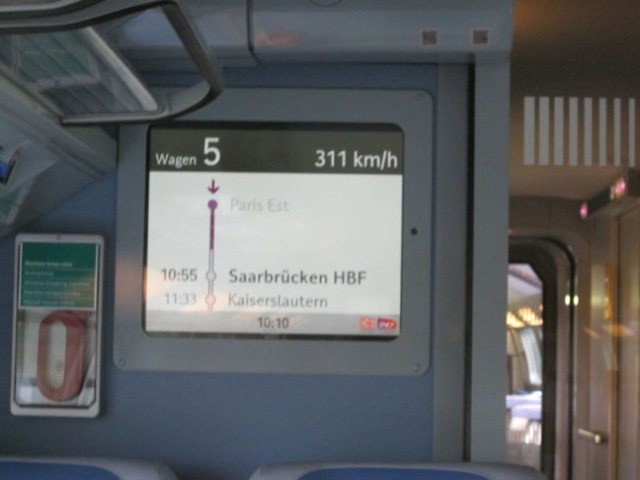 Wagen 5 311 km/h
Paris Est
10:55 Saarbrücken HBF
11:33 Kaiserslautern
10:10 SNCF